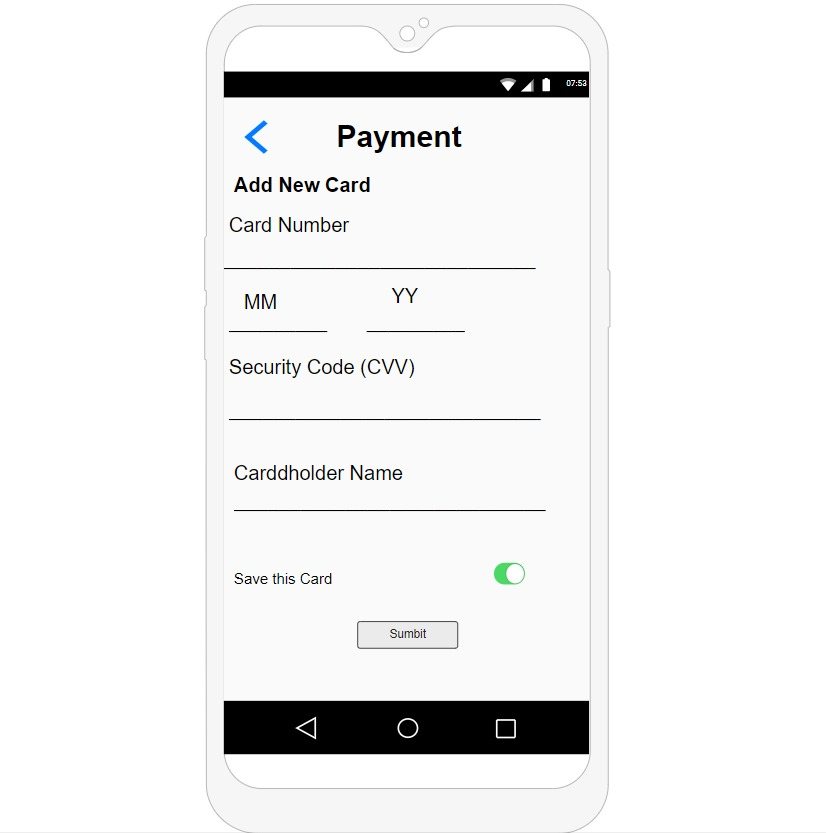 07:53
Payment
Add New Card
Card Number
MM YY
Security Code (CVV)
Carddholder Name
Save this Card
Sumbit